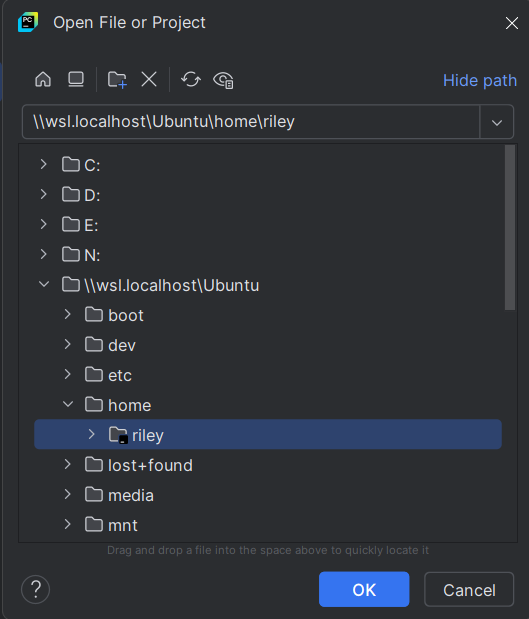 PC
Open File or Project
Hide path
\\wsl.localhost\Ubuntu\home\riley
C:
D:
E:
N:
\\wsl.localhost\Ubuntu
boot
dev
etc
home
riley
lost+found
media
mnt
Drag and drop a file into the space above to quickly locate it
?
OK
Cancel